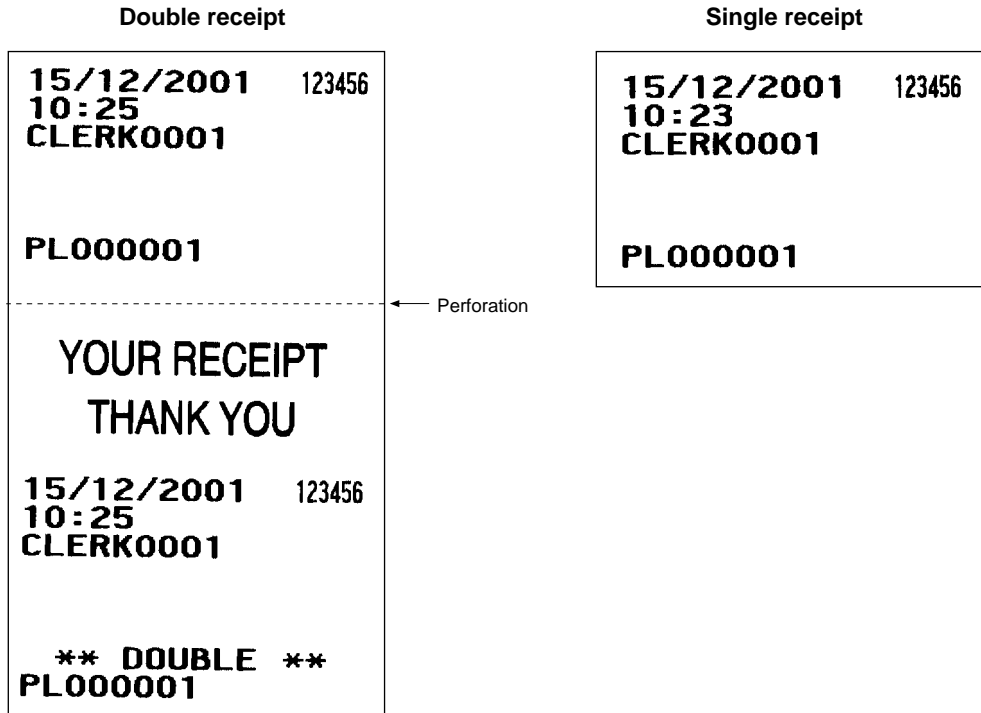 Double receipt
15/12/2001 123456
10:25
CLERK0001
PL000001
Perforation
YOUR RECEIPT
THANK YOU
15/12/2001 123456
10:25
CLERK0001
** DOUBLE **
PL000001
Single receipt
15/12/2001 123456
10:23
CLERK0001
PL000001